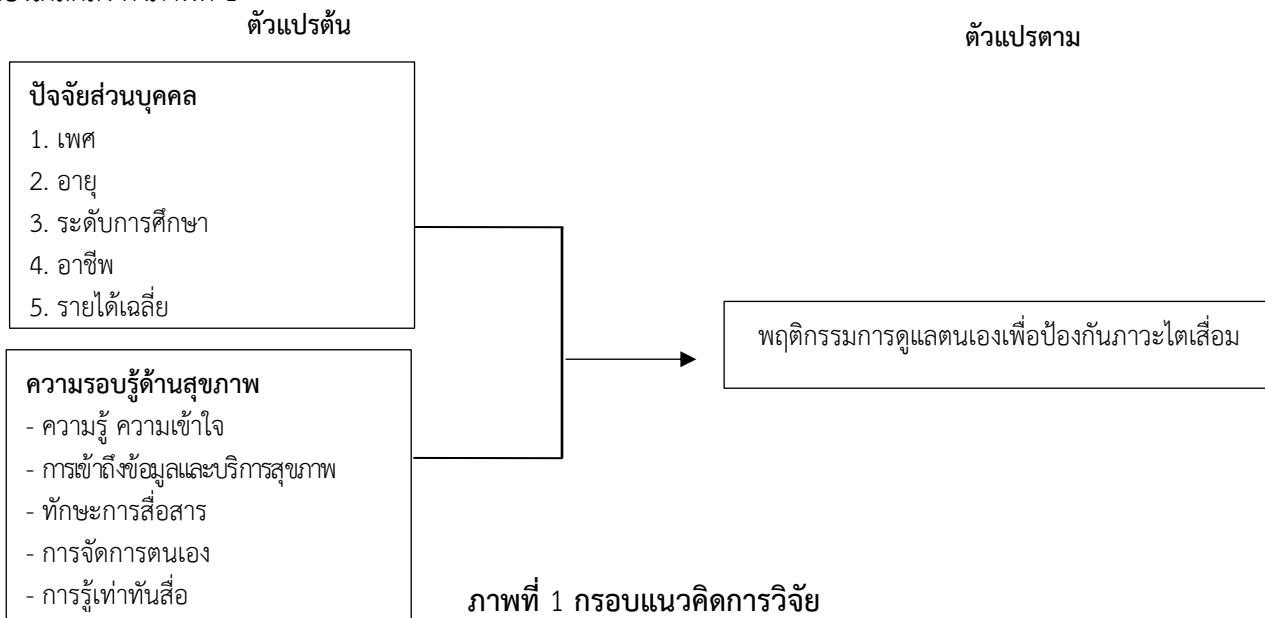 ตัวแปรต้น
ตัวแปรตาม
ปัจจัยส่วนบุคคล
1. เพศ
2. อายุ
3. ระดับการศึกษา
4. อาชีพ
5. รายได้เฉลี่ย
พฤติกรรมการดูแลตนเองเพื่อป้องกันภาวะไตเสื่อม
ความรอบรู้ด้านสุขภาพ
- ความรู้ ความเข้าใจ
- การเข้าถึงข้อมูลและบริการสุขภาพ
- ทักษะการสื่อสาร
- การจัดการตนเอง
- การรู้เท่าทันสื่อ
ภาพที่ 1 กรอบแนวคิดการวิจัย